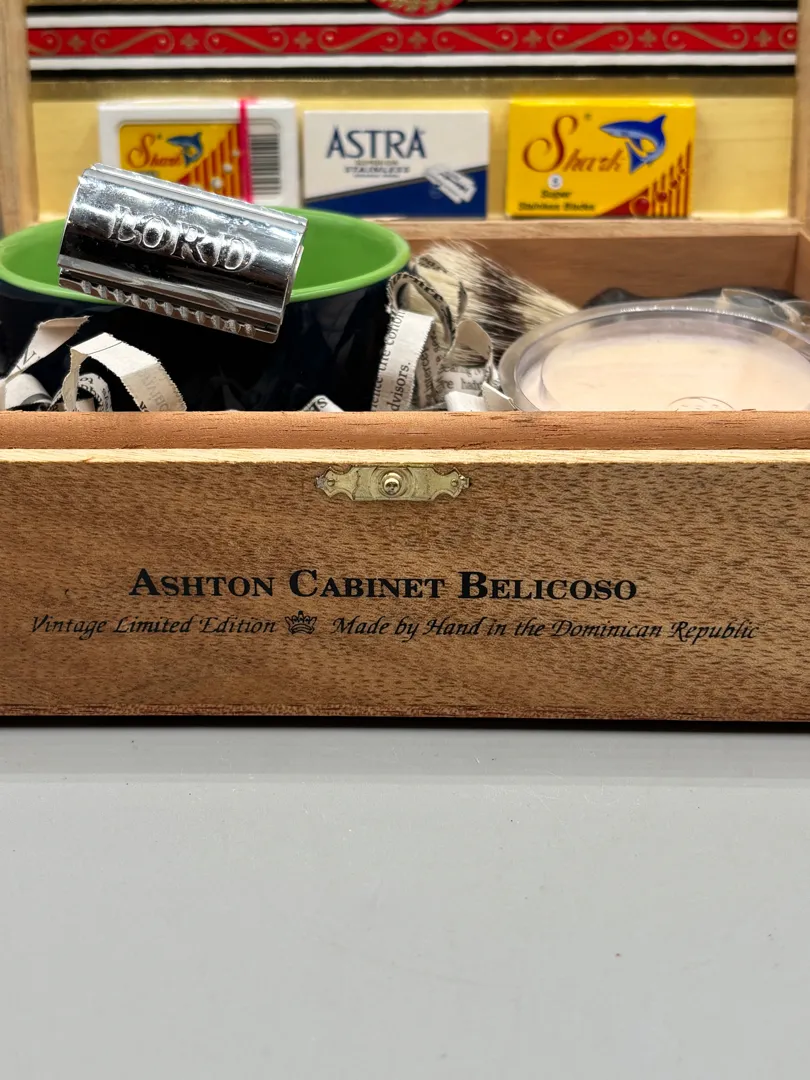 Shark
ASTRA
SUPERIOR
STAINLESS
Shark
Super
Stainless Blades
LORD
dvisors.
ASHTON CABINET BELICOSO
Vintage Limited Edition Made by Hand in the Dominican Republic